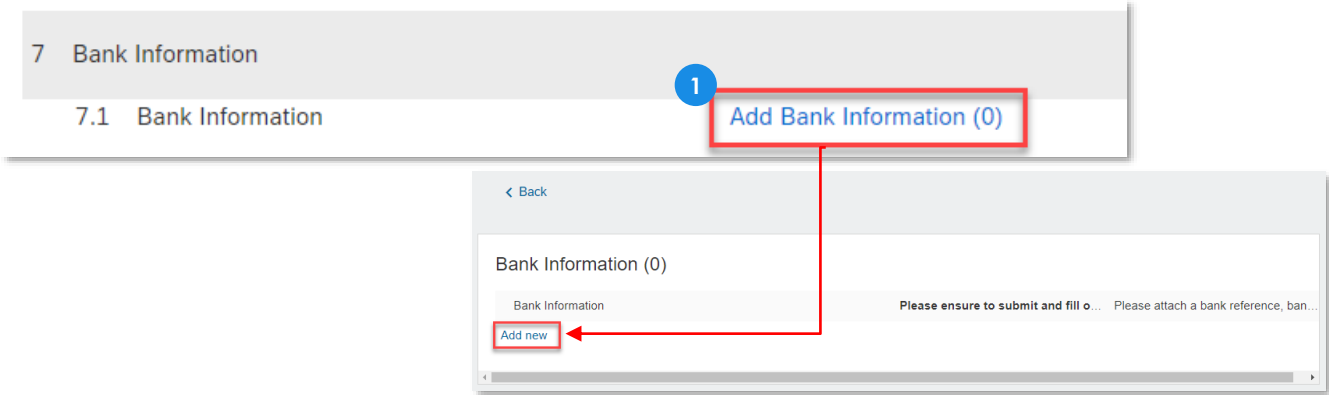 7 Bank Information
1
7.1 Bank Information Add Bank Information (0)
< Back
Bank Information (0)
Bank Information Please ensure to submit and fill o... Please attach a bank reference, ban...
Add new